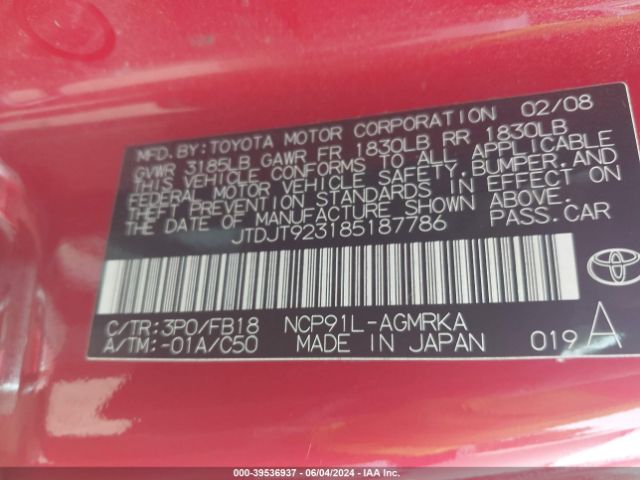 02/08
MFD.BY:TOYOTA MOTOR CORPORATION
GVWR 3185LB GAWR FR 1830LB RR 1830LB
THIS VEHICLE CONFORMS TO ALL APPLICABLE
FEDERAL MOTOR VEHICLE SAFETY,BUMPER,AND
THEFT PREVENTION STANDARDS IN EFFECT ON
THE DATE OF MANUFACTURE SHOWN ABOVE.
JTDJT923185187786 PASS.CAR
C/TR:3P0/FB18 NCP91L-AGMRKA
A/TM:-01A/C50 MADE IN JAPAN 019 A
000-39536937 - 06/04/2024 - IAA Inc.